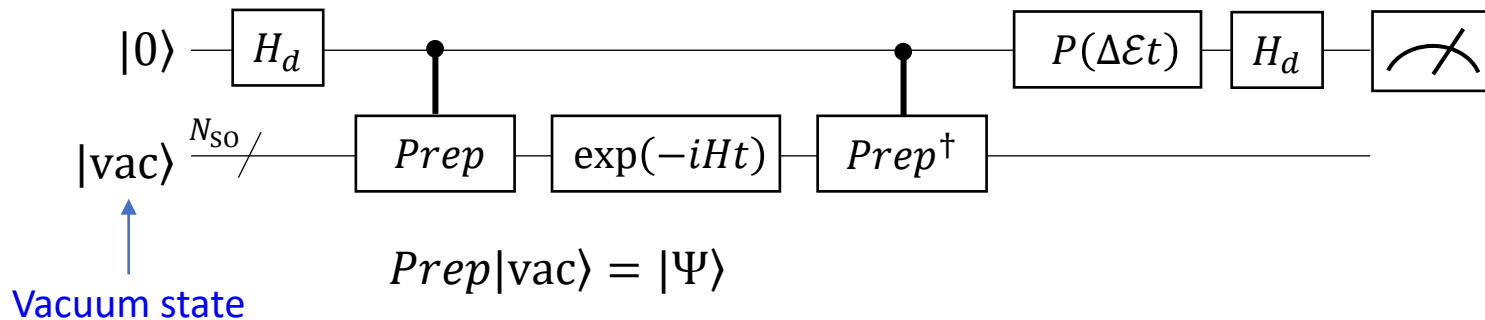 |0⟩ H_d P(Δℰt) H_d
N_SO
|vac⟩ Prep exp(−iHt) Prep†
Prep|vac⟩ = |Ψ⟩
Vacuum state